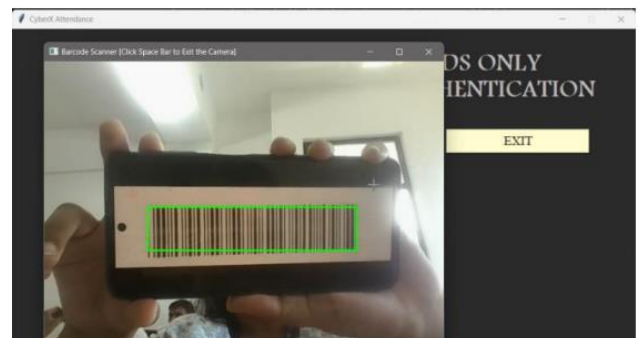 CyberX Attendance
Barcode Scanner [Click Space Bar to Exit the Camera]
DS ONLY
HENTICATION
EXIT